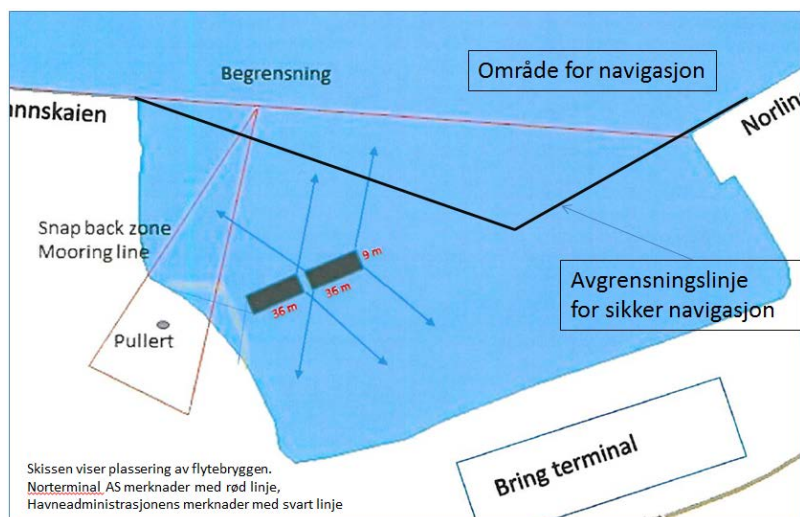 Begrensning
Område for navigasjon
nnskaien
Norlin
Snap back zone
Mooring line
9 m
36 m
36 m
Avgrensningslinje
for sikker navigasjon
Pullert
Bring terminal
Skissen viser plassering av flytebryggen.
Norterminal AS merknader med rød linje,
Havneadministrasjonens merknader med svart linje